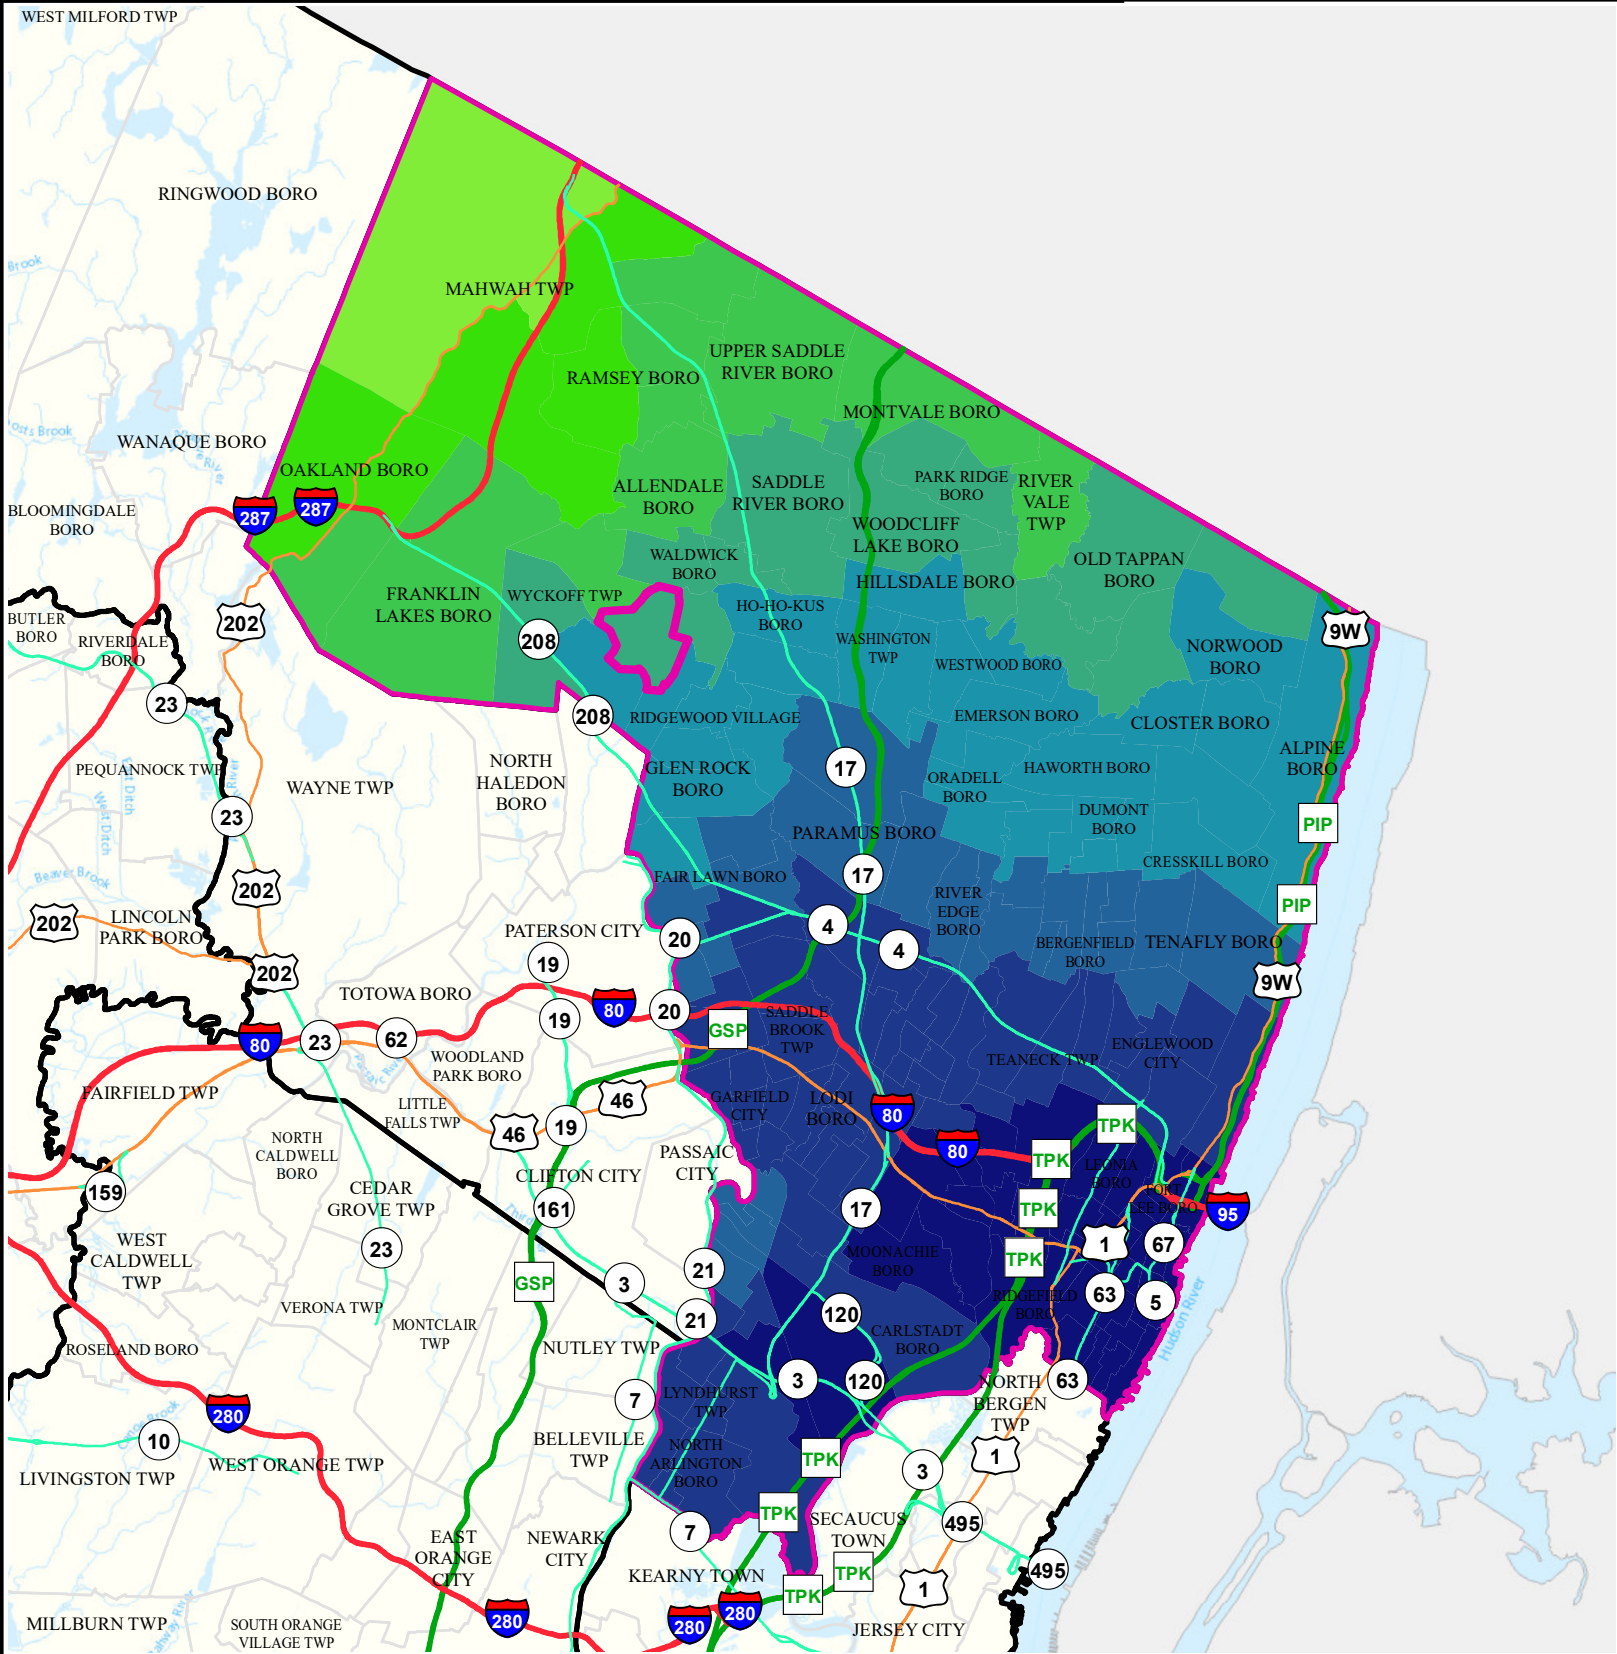 WEST MILFORD TWP
RINGWOOD BORO
MAHWAH TWP
UPPER SADDLE
RIVER BORO
RAMSEY BORO
MONTVALE BORO
Brook
WANAQUE BORO
OAKLAND BORO
ALLENDALE
BORO
SADDLE
RIVER BORO
PARK RIDGE
BORO
RIVER
VALE
TWP
BLOOMINGDALE
BORO
287
287
WOODCLIFF
LAKE BORO
WALDWICK
BORO
OLD TAPPAN
BORO
HILLSDALE BORO
FRANKLIN
LAKES BORO
WYCKOFF TWP
HO-HO-KUS
BORO
BUTLER
BORO
RIVERDALE
BORO
202
208
WASHINGTON
TWP
WESTWOOD BORO
NORWOOD
BORO
9W
23
208
RIDGEWOOD VILLAGE
EMERSON BORO
CLOSTER BORO
PEQUANNOCK TWP
WAYNE TWP
NORTH
HALEDON
BORO
GLEN ROCK
BORO
17
ORADELL
BORO
HAWORTH BORO
ALPINE
BORO
West Ditch
23
DUMONT
BORO
PIP
PARAMUS BORO
CRESSKILL BORO
Beaver Brook
202
FAIR LAWN BORO
17
RIVER
EDGE
BORO
PIP
202
LINCOLN
PARK BORO
PATERSON CITY
20
4
4
BERGENFIELD
BORO
TENAFLY BORO
202
19
9W
TOTOWA BORO
80
20
19
GSP
SADDLE
BROOK
TWP
80
23
62
WOODLAND
PARK BORO
TEANECK TWP
ENGLEWOOD
CITY
FAIRFIELD TWP
LITTLE
FALLS TWP
46
46
19
GARFIELD
CITY
LODI
BORO
80
80
TPK
TPK
NORTH
CALDWELL
BORO
PASSAIC
CITY
CLIFTON CITY
LEONIA
BORO
159
CEDAR
GROVE TWP
161
17
TPK
FORT
LEE BORO
95
WEST
CALDWELL
TWP
23
MOONACHIE
BORO
TPK
1
67
GSP
3
21
RIDGEFIELD
BORO
63
5
VERONA TWP
MONTCLAIR
TWP
21
120
CARLSTADT
BORO
Hudson River
ROSELAND BORO
NUTLEY TWP
LYNDHURST
TWP
3
120
NORTH
BERGEN
TWP
63
280
7
10
BELLEVILLE
TWP
NORTH
ARLINGTON
BORO
TPK
1
3
LIVINGSTON TWP
WEST ORANGE TWP
TPK
SECAUCUS
TOWN
495
7
EAST
ORANGE
CITY
NEWARK
CITY
KEARNY TOWN
TPK
TPK
1
495
280
280
280
MILLBURN TWP
SOUTH ORANGE
VILLAGE TWP
JERSEY CITY